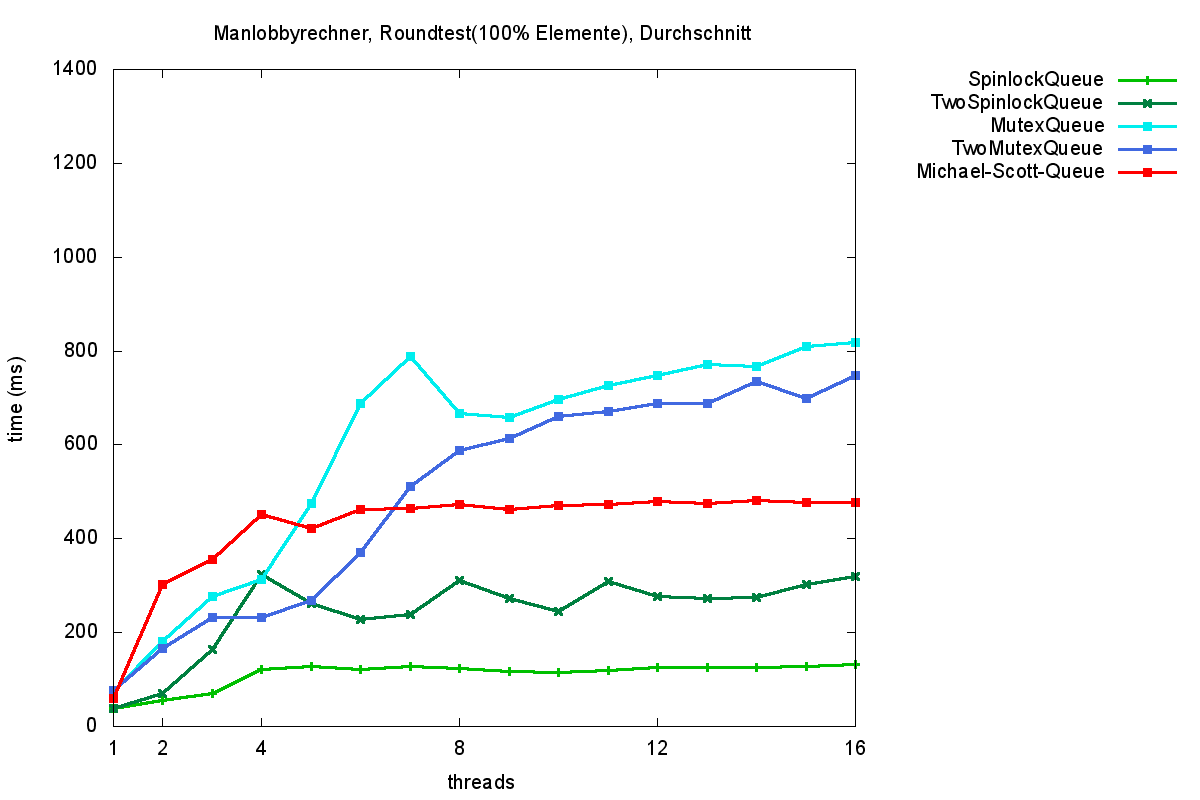 Manlobbyrechner, Roundtest(100% Elemente), Durchschnitt
1400
1200
1000
800
600
400
200
0
time (ms)
1 2 4 8 12 16
threads
SpinlockQueue
TwoSpinlockQueue
MutexQueue
TwoMutexQueue
Michael-Scott-Queue